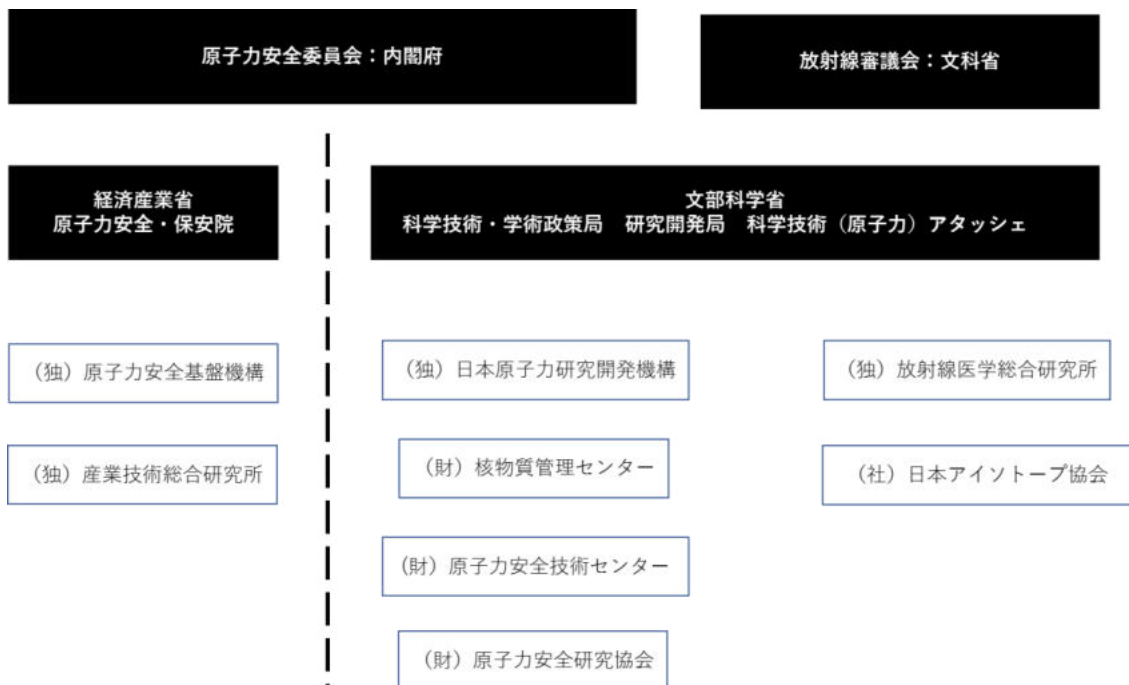 原子力安全委員会：内閣府
放射線審議会：文科省
経済産業省
原子力安全・保安院
文部科学省
科学技術・学術政策局　研究開発局　科学技術（原子力）アタッシェ
（独）原子力安全基盤機構
（独）日本原子力研究開発機構
（独）放射線医学総合研究所
（独）産業技術総合研究所
（財）核物質管理センター
（社）日本アイソトープ協会
（財）原子力安全技術センター
（財）原子力安全研究協会